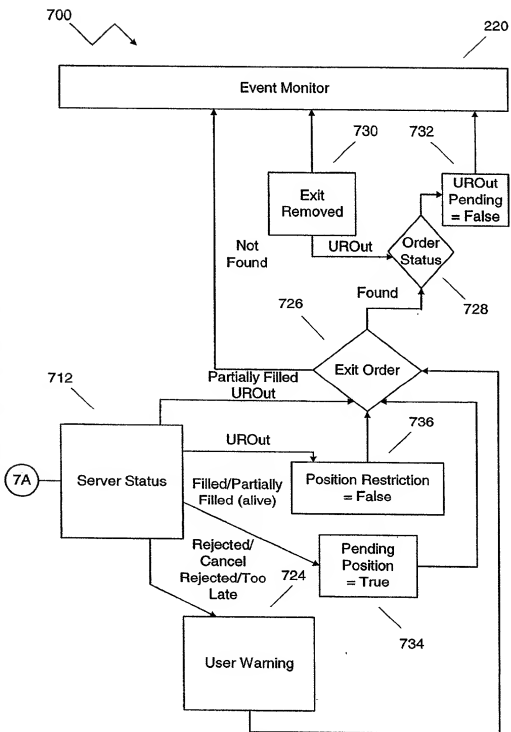 700
220
Event Monitor
730
732
Exit
Removed
UROut
Pending
= False
Not
Found
UROut
Order
Status
Found
728
726
712
Exit Order
Partially Filled
UROut
736
UROut
7A
Server Status
Position Restriction
= False
Filled/Partially
Filled (alive)
Rejected/
Cancel
Rejected/Too
Late
724
Pending
Position
= True
734
User Warning